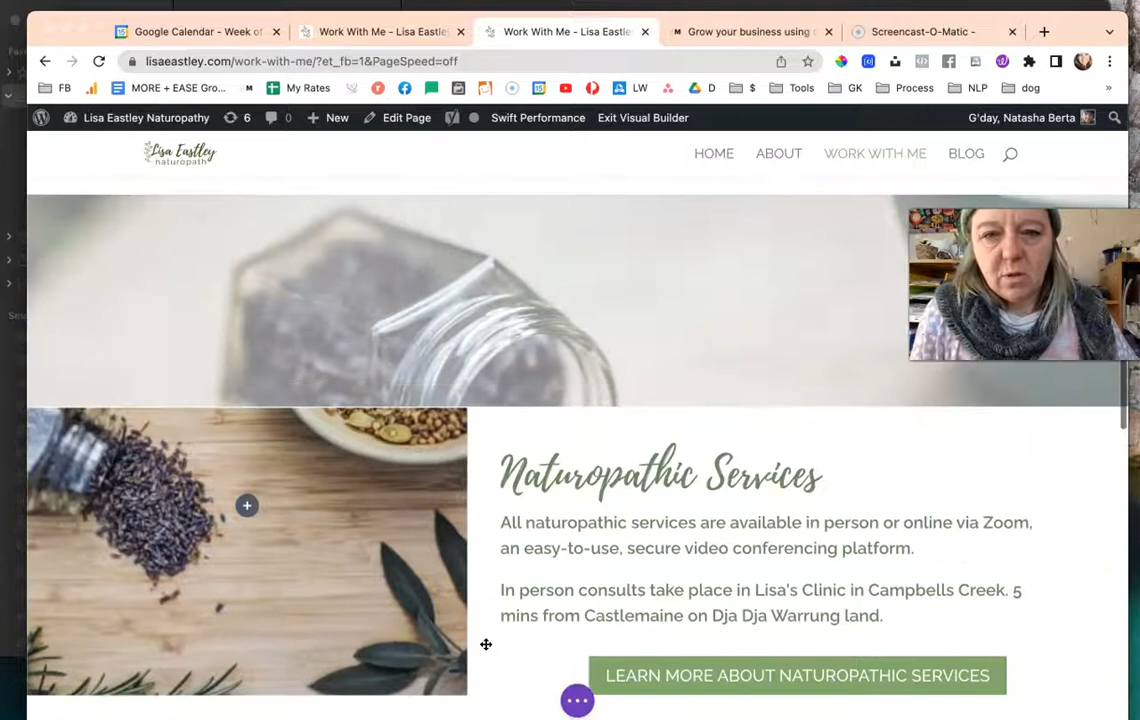 Google Calendar - Week of
Work With Me - Lisa Eastle
Work With Me - Lisa Eastle
Grow your business using
Screencast-O-Matic -
lisaeastley.com/work-with-me/?et_fb=1&PageSpeed=off
FB
MORE + EASE Gro...
My Rates
LW
D
$
Tools
GK
Process
NLP
dog
»
Lisa Eastley Naturopathy
6
0
New
Edit Page
Swift Performance
Exit Visual Builder
G'day, Natasha Berta
Lisa Eastley
naturopath
HOME
ABOUT
WORK WITH ME
BLOG
Naturopathic Services
All naturopathic services are available in person or online via Zoom,
an easy-to-use, secure video conferencing platform.
In person consults take place in Lisa's Clinic in Campbells Creek. 5
mins from Castlemaine on Dja Dja Warrung land.
LEARN MORE ABOUT NATUROPATHIC SERVICES